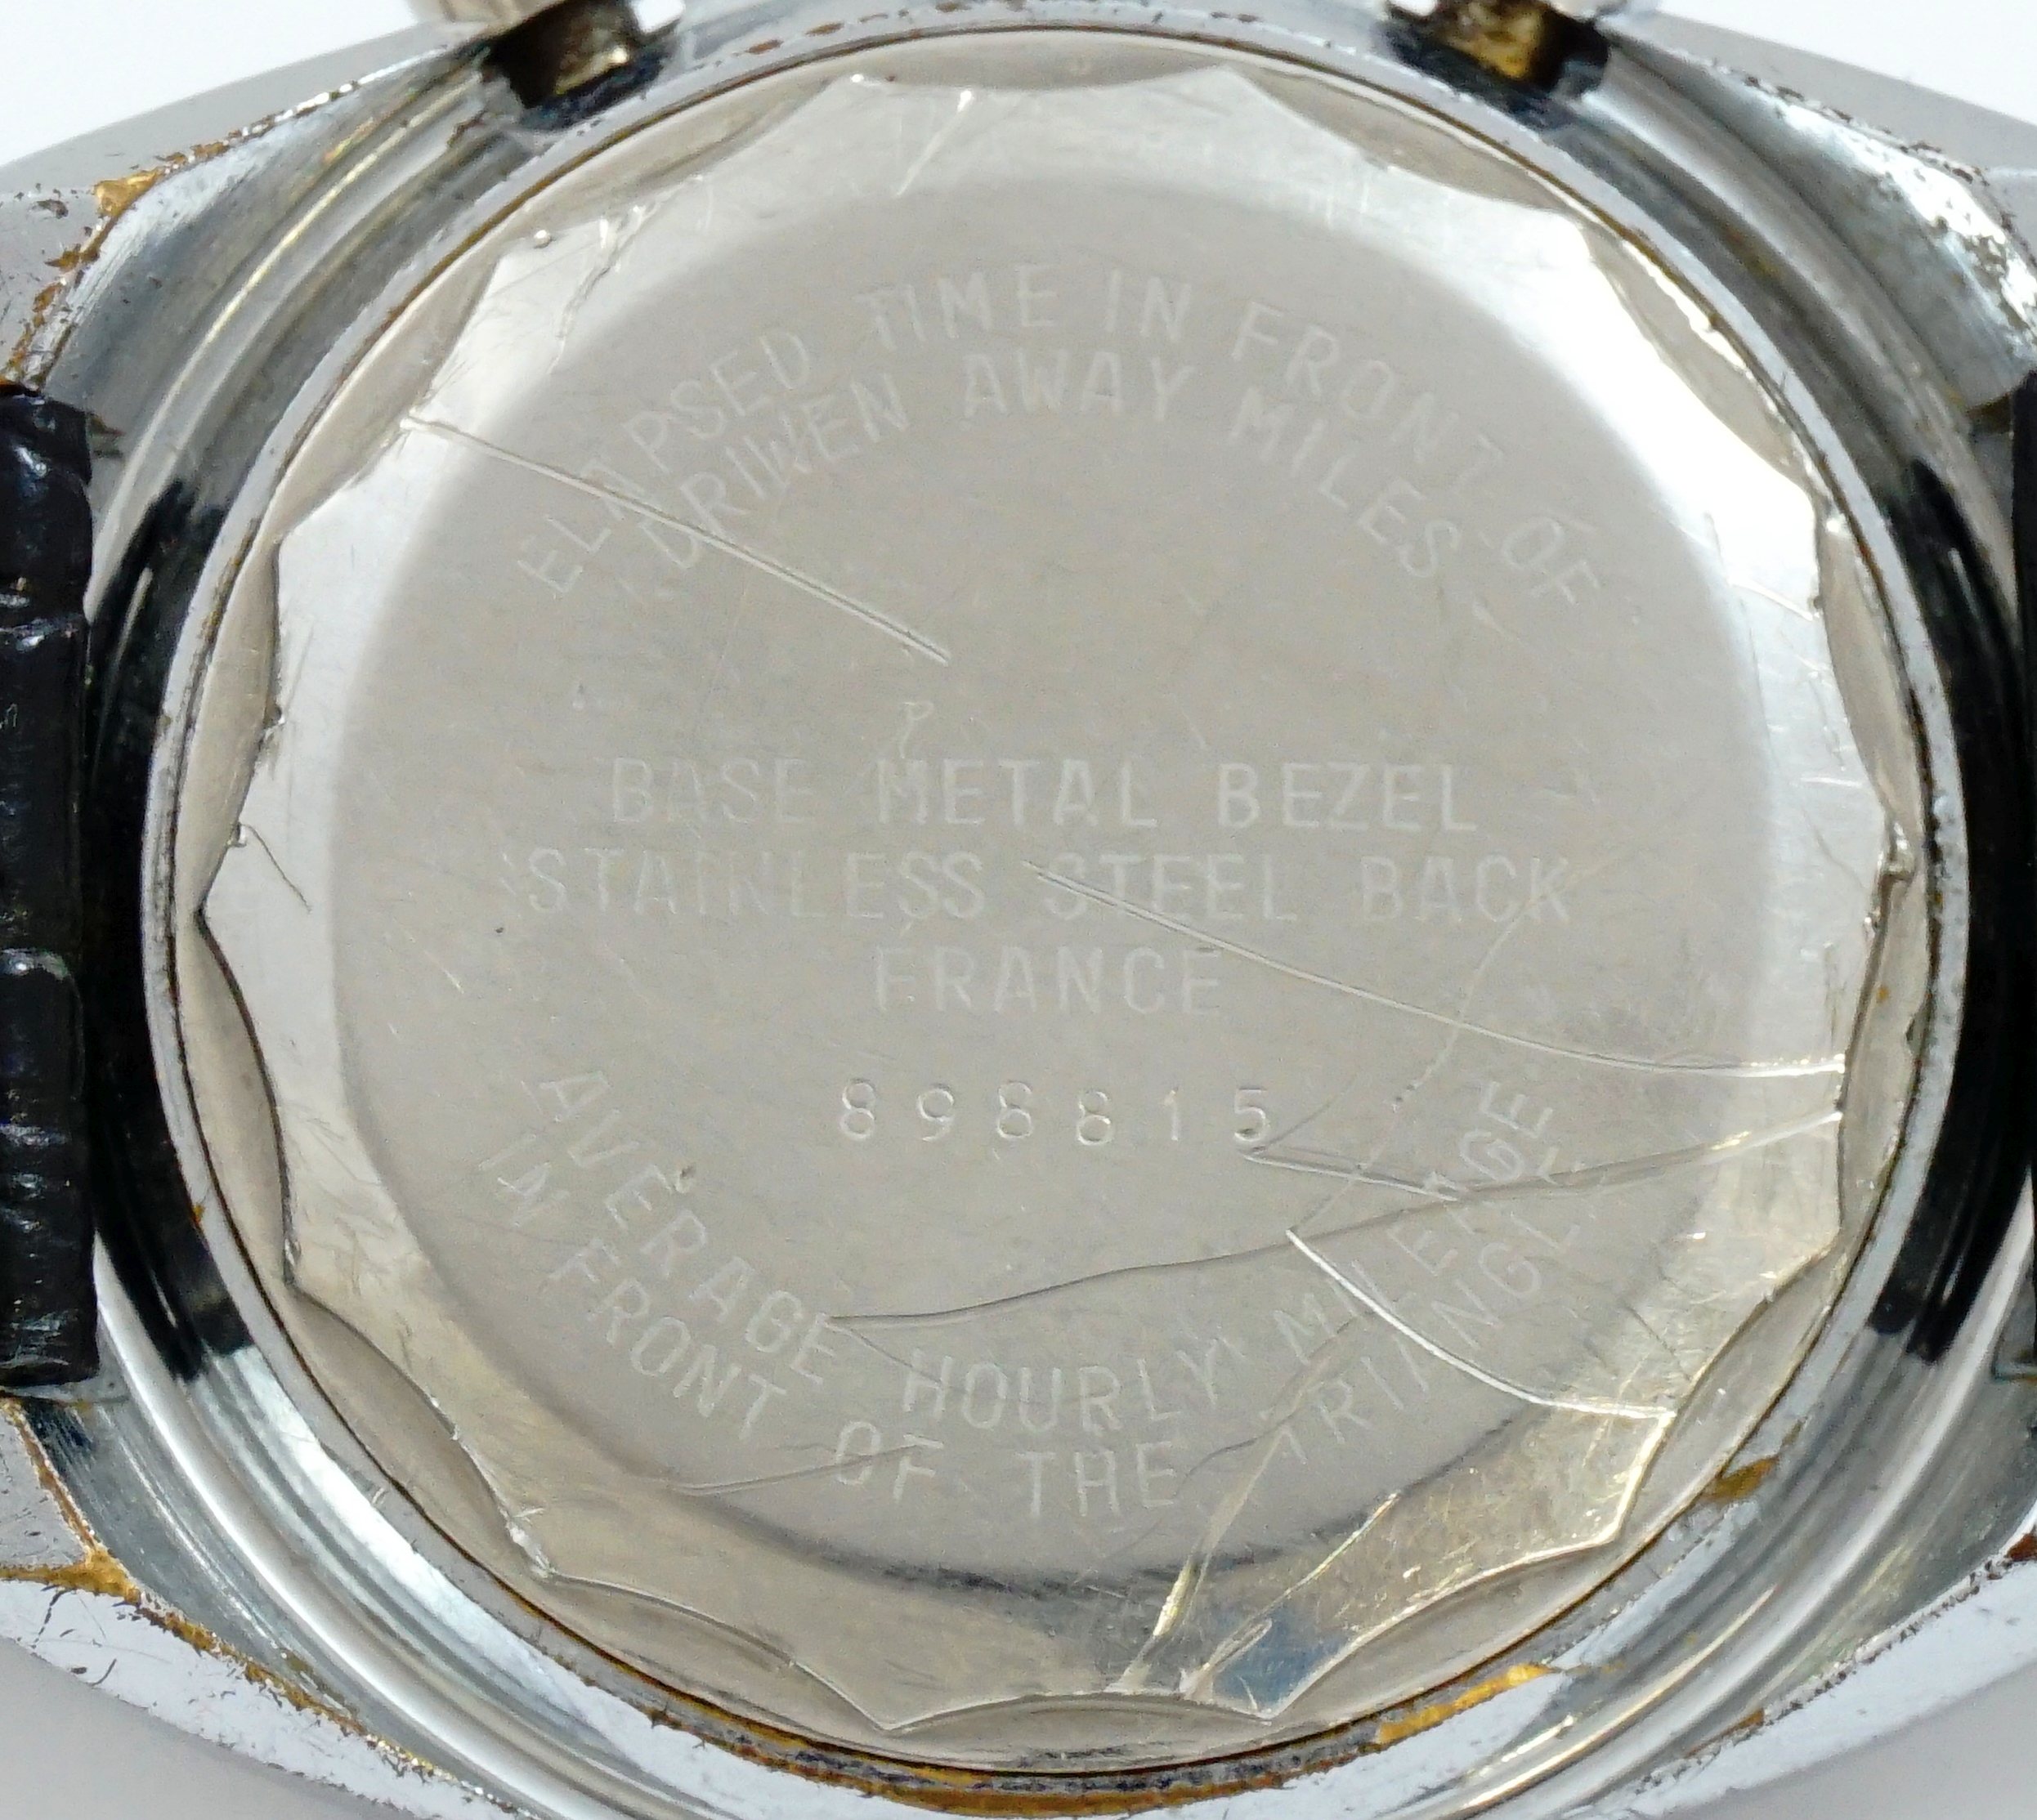 ELAPSED TIME IN FRONT OF
DRIWEN AWAY MILES
P
BASE METAL BEZEL
STAINLESS STEEL BACK
FRANCE
898815
AVERAGE HOURLY MILEAGE
IN FRONT OF THE TRIANGLE